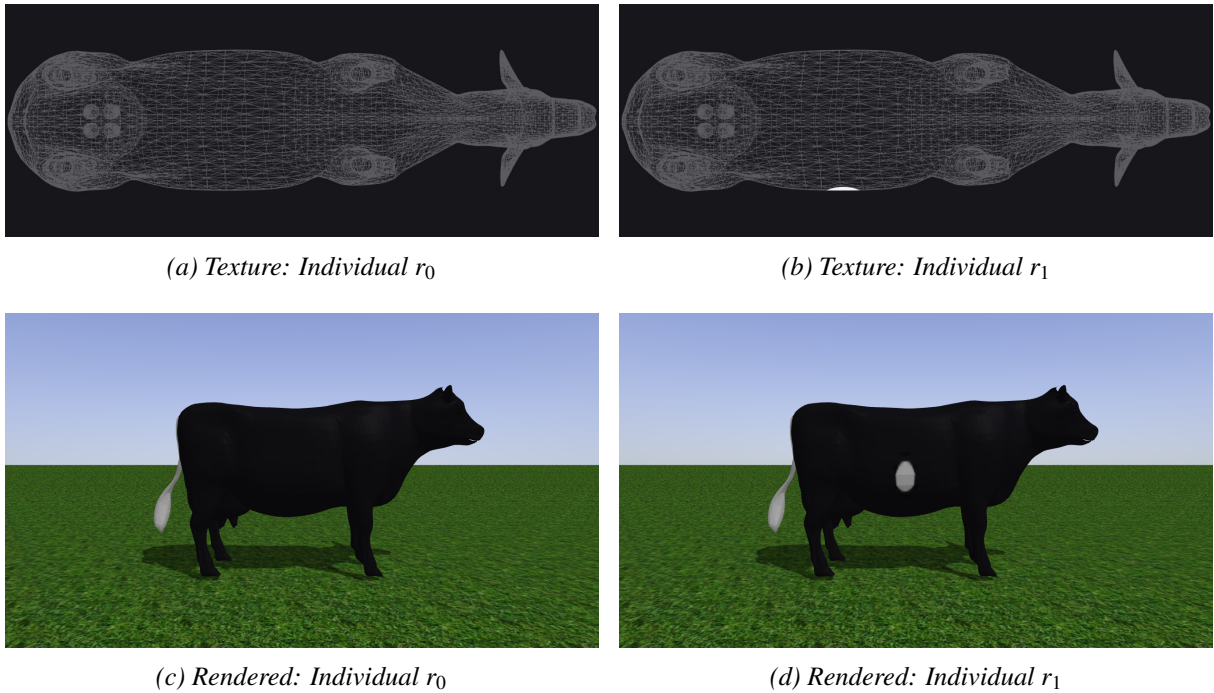 (a) Texture: Individual r0
(b) Texture: Individual r1
(c) Rendered: Individual r0
(d) Rendered: Individual r1